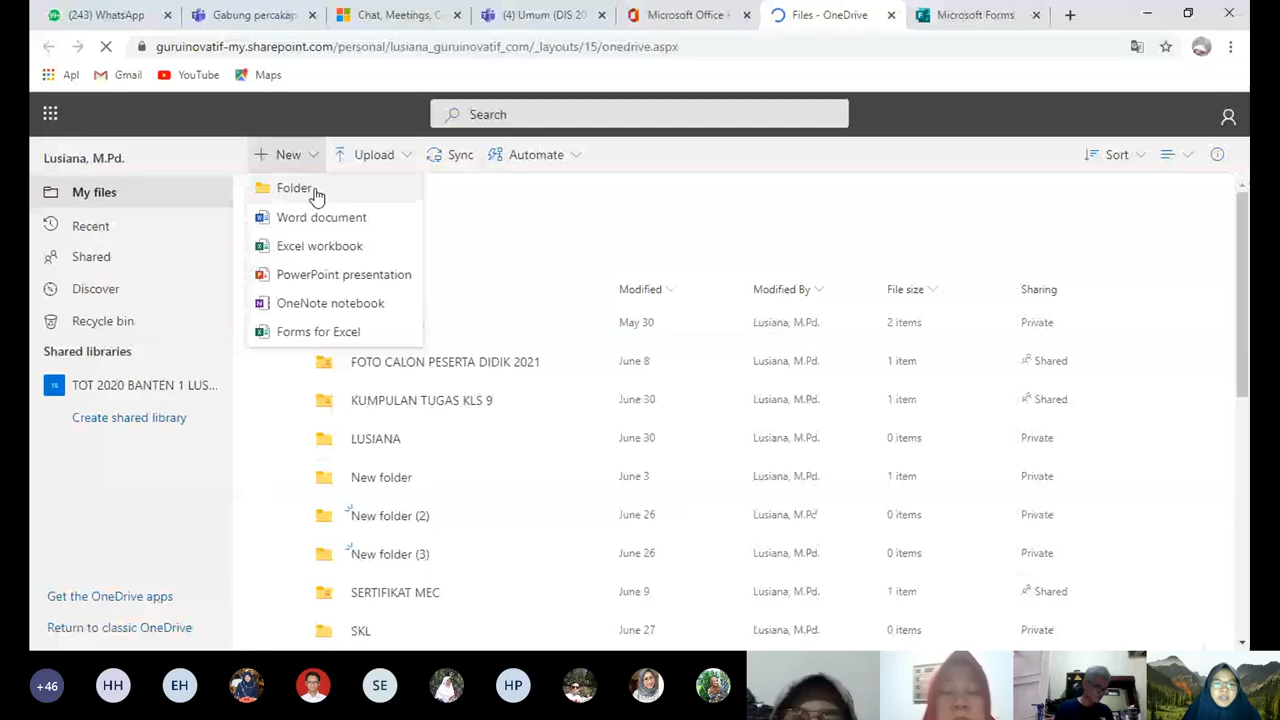 (243) WhatsApp
Gabung percakap
Chat, Meetings, C
(4) Umum (DIS 20
Microsoft Office
Files - OneDrive
Microsoft Forms
guruinovatif-my.sharepoint.com/personal/lusiana_guruinovatif_com/_layouts/15/onedrive.aspx
Apl Gmail YouTube Maps
Search
Lusiana, M.Pd.
New Upload Sync Automate Sort
My files
Recent
Shared
Discover
Recycle bin
Shared libraries
TOT 2020 BANTEN 1 LUS...
Create shared library
Get the OneDrive apps
Return to classic OneDrive
Folder
Word document
Excel workbook
PowerPoint presentation
OneNote notebook
Forms for Excel
Modified Modified By File size Sharing
May 30 Lusiana, M.Pd. 2 items Private
FOTO CALON PESERTA DIDIK 2021 June 8 Lusiana, M.Pd. 1 item Shared
KUMPULAN TUGAS KLS 9 June 30 Lusiana, M.Pd. 1 item Shared
LUSIANA June 30 Lusiana, M.Pd. 0 items Private
New folder June 3 Lusiana, M.Pd. 1 item Private
New folder (2) June 26 Lusiana, M.Pd. 0 items Private
New folder (3) June 26 Lusiana, M.Pd. 0 items Private
SERTIFIKAT MEC June 9 Lusiana, M.Pd. 1 item Shared
SKL June 27 Lusiana, M.Pd. 0 items Private
+46 HH EH SE HP